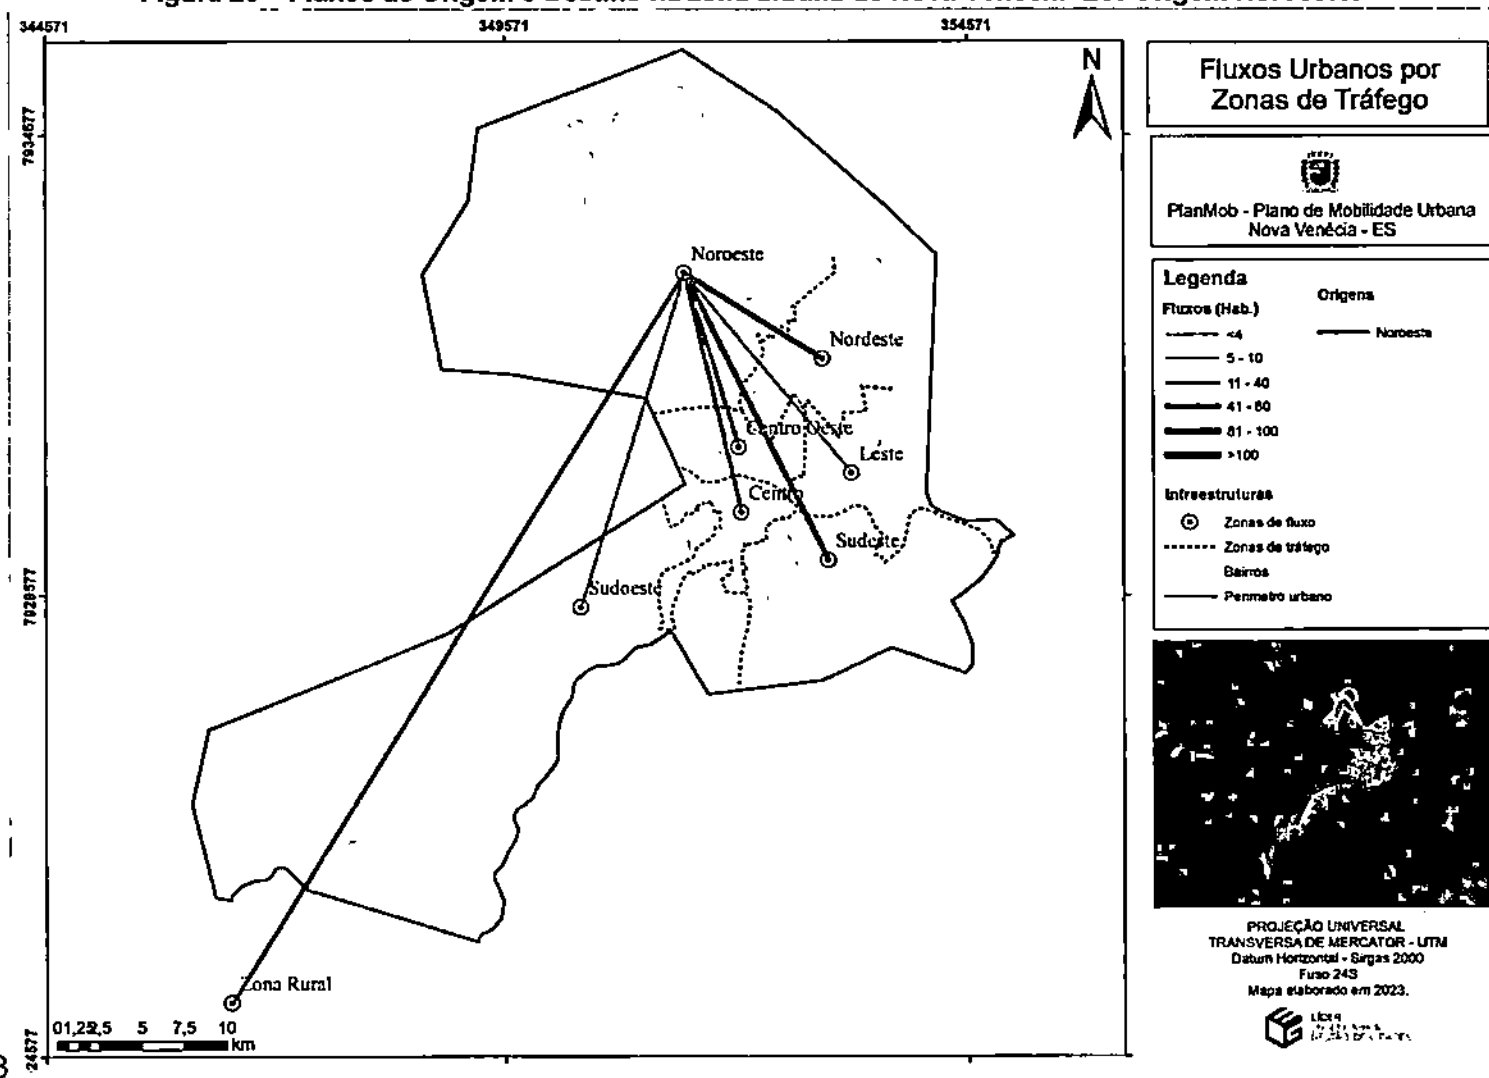 344571
349571
354571
7934577
7929577
24577
N
Noroeste
Nordeste
Centro Oeste
Leste
Centro
Sudeste
Sudoeste
Zona Rural
01,252,5 5 7,5 10
km
Fluxos Urbanos por
Zonas de Tráfego
PlanMob - Plano de Mobilidade Urbana
Nova Venécia - ES
Legenda
Fluxos (Hab.)
<4
5 - 10
11 - 40
41 - 80
81 - 100
>100
Origens
Noroeste
Infraestruturas
Zonas de fluxo
Zonas de tráfego
Bairros
Perímetro urbano
PROJEÇÃO UNIVERSAL
TRANSVERSA DE MERCATOR - UTM
Datum Horizontal - Sirgas 2000
Fuso 24S
Mapa elaborado em 2023.